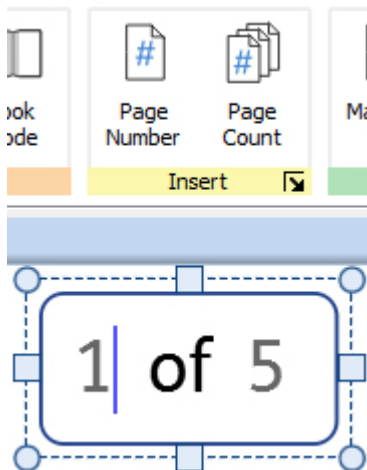 ook
ode
Page
Number
Page
Count
Ma
Insert
1 of 5